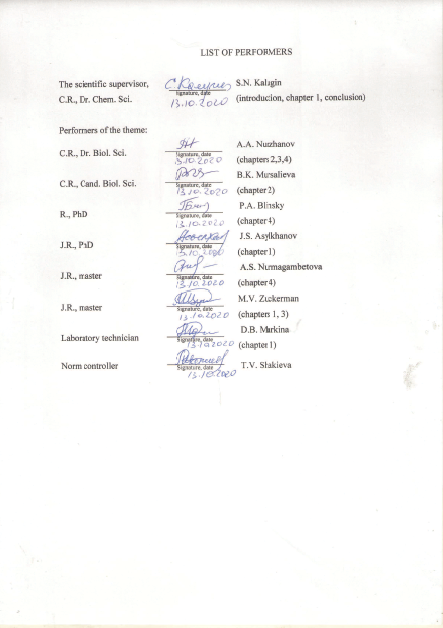 LIST OF PERFORMERS
The scientific supervisor,
C.R., Dr. Chem. Sci.
Signature, date
13.10.2020
S.N. Kalugin
(introduction, chapter 1, conclusion)
Performers of the theme:
C.R., Dr. Biol. Sci.
Signature, date
13.10.2020
A.A. Nurzhanov
(chapters 2,3,4)
C.R., Cand. Biol. Sci.
Signature, date
13.10.2020
B.K. Mursalieva
(chapter 2)
R., PhD
Signature, date
13.10.2020
P.A. Blinsky
(chapter 4)
J.R., PhD
Signature, date
13.10.2020
J.S. Asylkhanov
(chapter 1)
J.R., master
Signature, date
13.10.2020
A.S. Nurmagambetova
(chapter 4)
J.R., master
Signature, date
13.10.2020
M.V. Zuckerman
(chapters 1, 3)
Laboratory technician
Signature, date
13.10.2020
D.B. Markina
(chapter 1)
Norm controller
Signature, date
13.10.2020
T.V. Shakieva